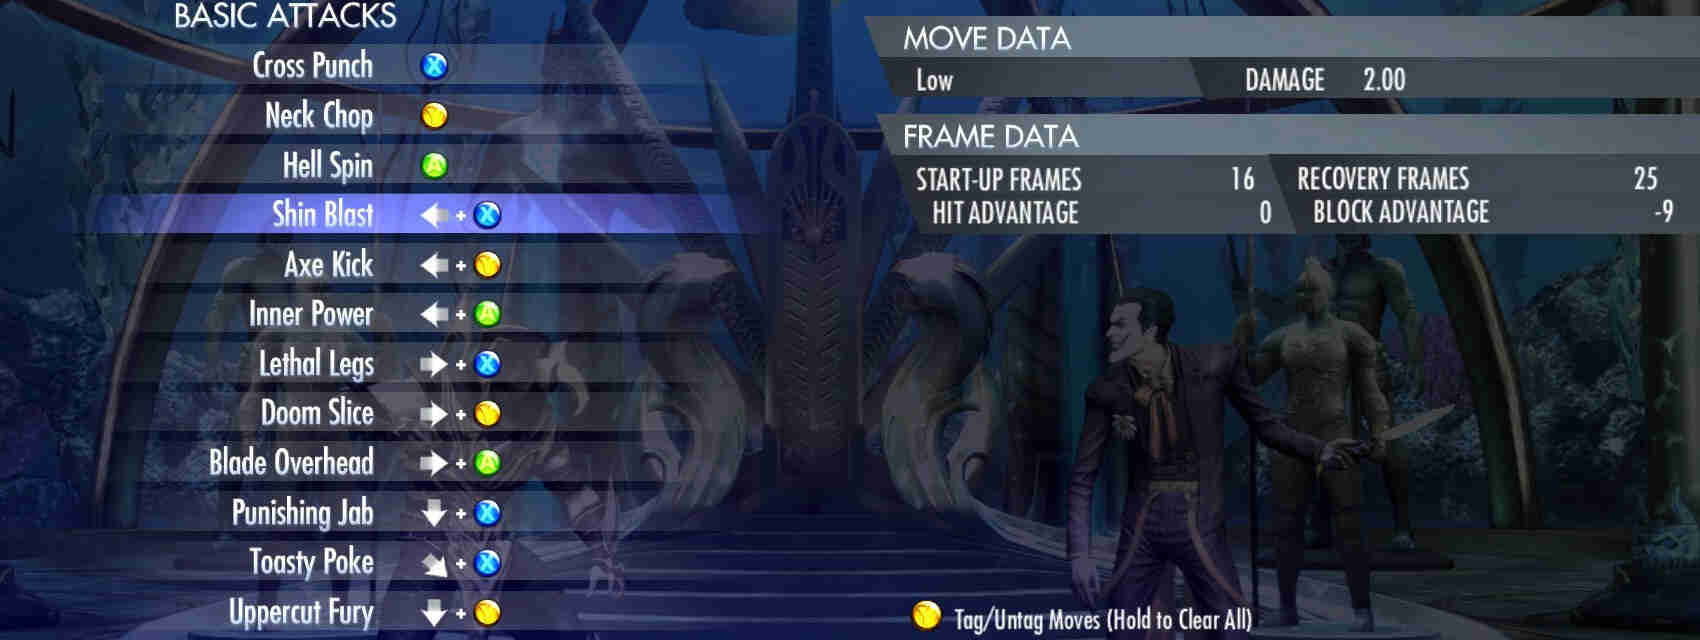 BASIC ATTACKS
Cross Punch X
Neck Chop Y
Hell Spin A
Shin Blast + X
Axe Kick + Y
Inner Power + A
Lethal Legs + X
Doom Slice + Y
Blade Overhead + A
Punishing Jab + X
Toasty Poke + X
Uppercut Fury + Y
MOVE DATA
Low DAMAGE 2.00
FRAME DATA
START-UP FRAMES 16 RECOVERY FRAMES 25
HIT ADVANTAGE 0 BLOCK ADVANTAGE -9
Y Tag/Untag Moves (Hold to Clear All)